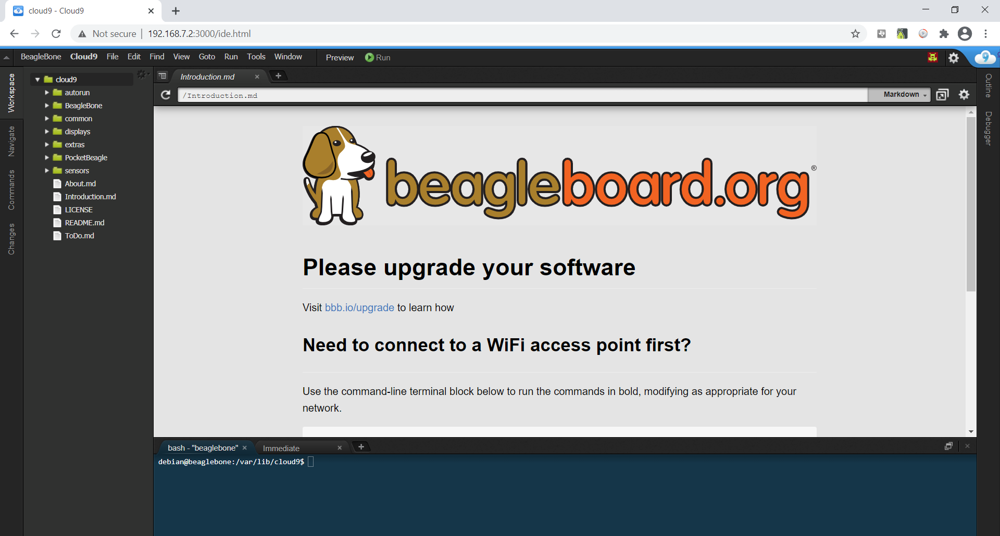 cloud9 - Cloud9
Not secure
192.168.7.2:3000/ide.html
BeagleBone Cloud9 File Edit Find View Goto Run Tools Window Preview Run
Workspace
Navigate
Commands
Changes
cloud9
autorun
BeagleBone
common
displays
extras
PocketBeagle
sensors
About.md
Introduction.md
LICENSE
README.md
ToDo.md
Introduction.md
/Introduction.md
Markdown
Outline
Debugger
beagleboard.org®
Please upgrade your software
Visit bbb.io/upgrade to learn how
Need to connect to a WiFi access point first?
Use the command-line terminal block below to run the commands in bold, modifying as appropriate for your
network.
bash - "beaglebone"
Immediate
debian@beaglebone:/var/lib/cloud9$